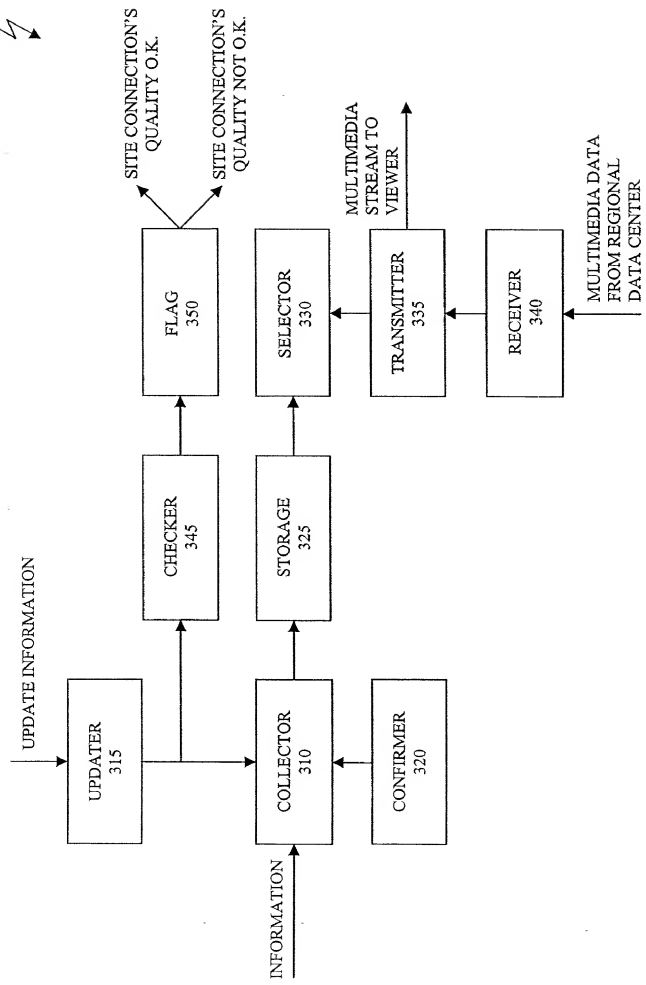 UPDATE INFORMATION
UPDATER
315
CHECKER
345
FLAG
350
SITE CONNECTION'S
QUALITY O.K.
SITE CONNECTION'S
QUALITY NOT O.K.
INFORMATION
COLLECTOR
310
STORAGE
325
SELECTOR
330
CONFIRMER
320
TRANSMITTER
335
MULTIMEDIA
STREAM TO
VIEWER
RECEIVER
340
MULTIMEDIA DATA
FROM REGIONAL
DATA CENTER